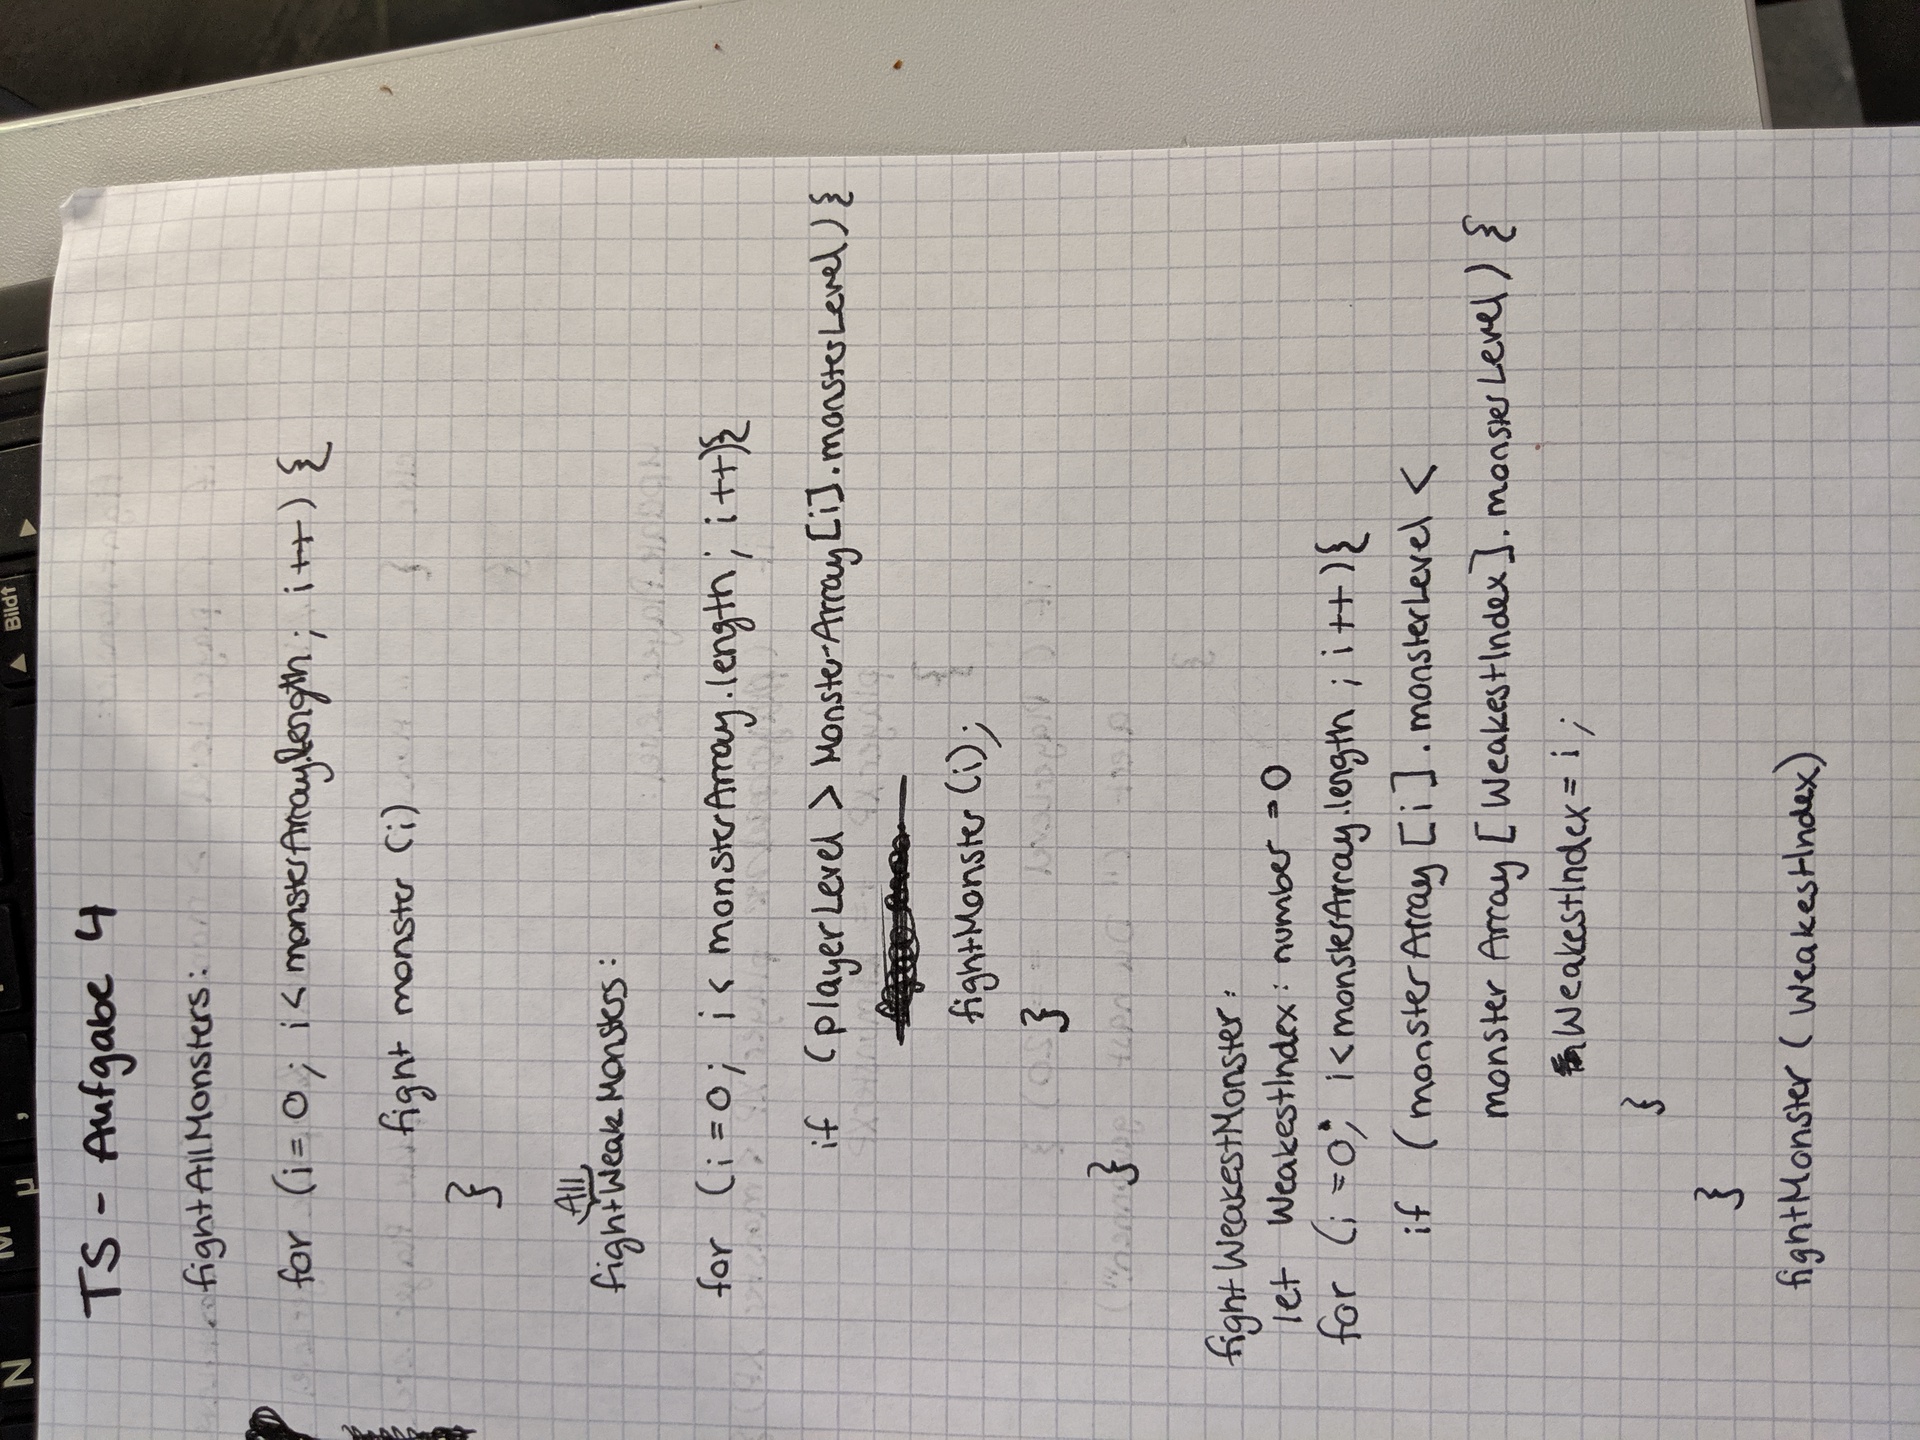 TS - Aufgabe 4
fightAllMonsters:
for (i = 0; i < monsterArray.length; i++) {
fight monster (i)
}
All
fightWeakMonsters:
for (i = 0; i < monsterArray.length; i++){
if (playerLevel > MonsterArray[i].monsterLevel) {
fightMonster (i);
}
}
fightWeakestMonster:
let WeakestIndex: number = 0
for (i = 0; i < monsterArray.length; i++){
if (monsterArray [i].monsterLevel <
monster Array [WeakestIndex].monsterLevel) {
WeakestIndex = i;
}
}
fightMonster (WeakestIndex)
N
M
µ
,
Bild↑